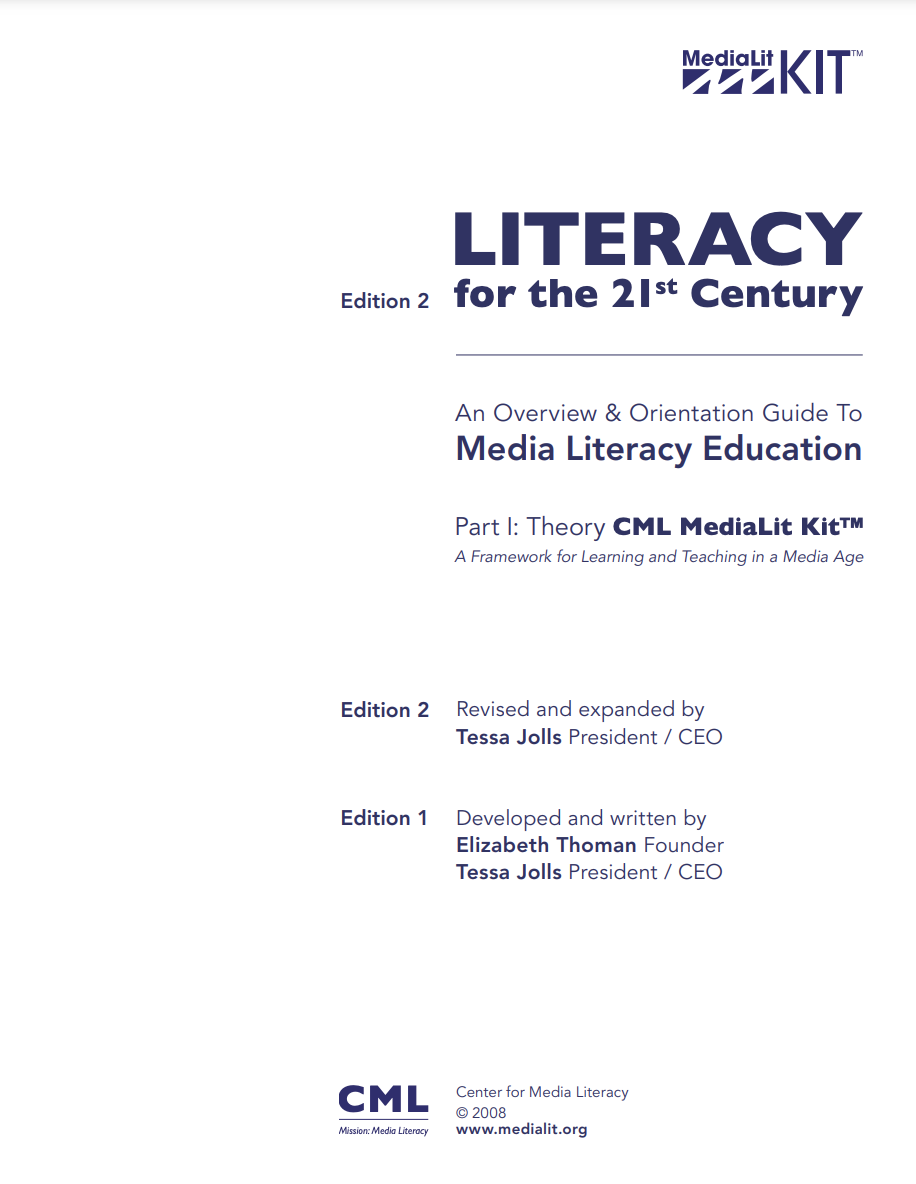 MediaLit
KIT™
LITERACY
Edition 2 for the 21st Century
An Overview & Orientation Guide To
Media Literacy Education
Part I: Theory CML MediaLit Kit™
A Framework for Learning and Teaching in a Media Age
Edition 2 Revised and expanded by
Tessa Jolls President / CEO
Edition 1 Developed and written by
Elizabeth Thoman Founder
Tessa Jolls President / CEO
CML
Mission: Media Literacy
Center for Media Literacy
© 2008
www.medialit.org